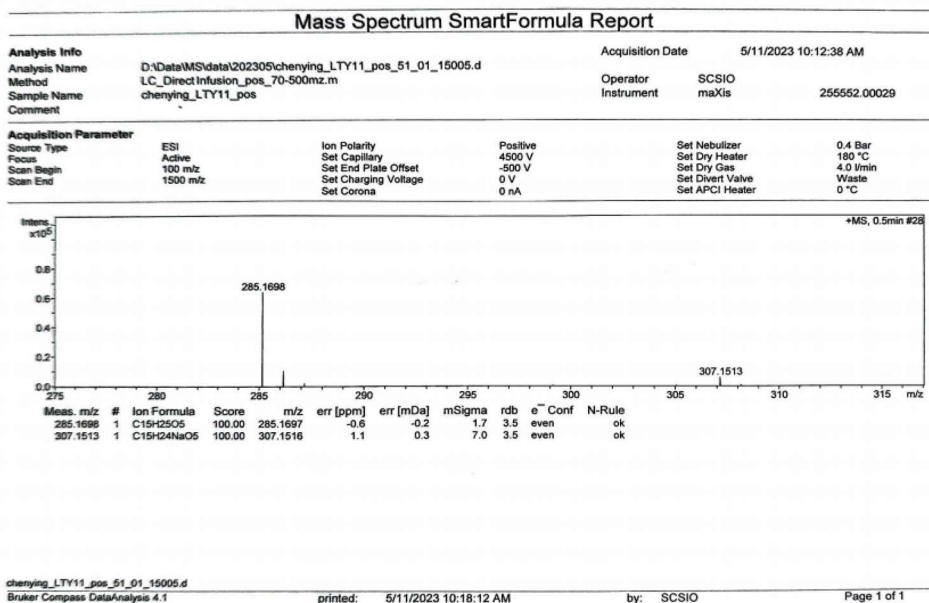 Mass Spectrum SmartFormula Report
Analysis Info
Acquisition Date 5/11/2023 10:12:38 AM
Analysis Name D:\Data\MS\data\202305\chenying_LTY11_pos_51_01_15005.d
Method LC_Direct Infusion_pos_70-500mz.m
Operator SCSIO
Sample Name chenying_LTY11_pos
Instrument maXis 255552.00029
Comment
Acquisition Parameter
Source Type ESI Ion Polarity Positive Set Nebulizer 0.4 Bar
Focus Active Set Capillary 4500 V Set Dry Heater 180 °C
Scan Begin 100 m/z Set End Plate Offset -500 V Set Dry Gas 4.0 l/min
Scan End 1500 m/z Set Charging Voltage 0 V Set Divert Valve Waste
Set Corona 0 nA Set APCI Heater 0 °C
Intens.
x10⁵
+MS, 0.5min #28
0.8
285.1698
0.6
0.4
0.2
307.1513
0.0
275 280 285 290 295 300 305 310 315 m/z
Meas. m/z # Ion Formula Score m/z err [ppm] err [mDa] mSigma rdb e⁻ Conf N-Rule
285.1698 1 C15H25O5 100.00 285.1697 -0.6 -0.2 1.7 3.5 even ok
307.1513 1 C15H24NaO5 100.00 307.1516 1.1 0.3 7.0 3.5 even ok
chenying_LTY11_pos_51_01_15005.d
Bruker Compass DataAnalysis 4.1 printed: 5/11/2023 10:18:12 AM by: SCSIO Page 1 of 1